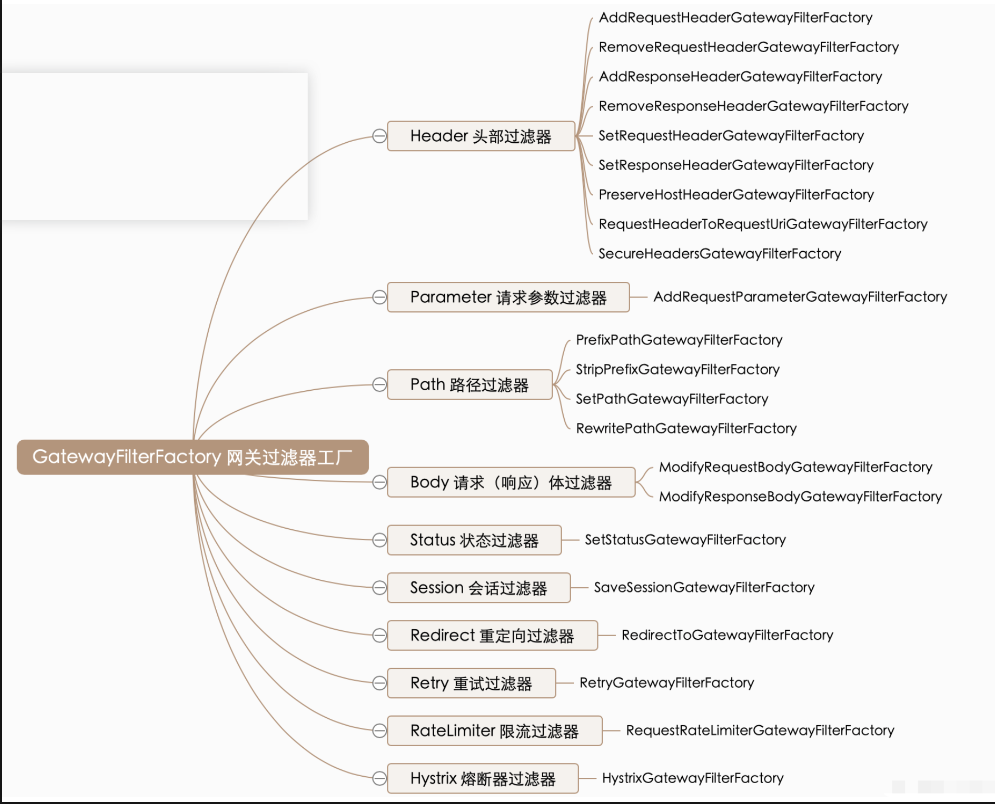 GatewayFilterFactory 网关过滤器工厂
Header 头部过滤器
AddRequestHeaderGatewayFilterFactory
RemoveRequestHeaderGatewayFilterFactory
AddResponseHeaderGatewayFilterFactory
RemoveResponseHeaderGatewayFilterFactory
SetRequestHeaderGatewayFilterFactory
SetResponseHeaderGatewayFilterFactory
PreserveHostHeaderGatewayFilterFactory
RequestHeaderToRequestUriGatewayFilterFactory
SecureHeadersGatewayFilterFactory
Parameter 请求参数过滤器
AddRequestParameterGatewayFilterFactory
Path 路径过滤器
PrefixPathGatewayFilterFactory
StripPrefixGatewayFilterFactory
SetPathGatewayFilterFactory
RewritePathGatewayFilterFactory
Body 请求（响应）体过滤器
ModifyRequestBodyGatewayFilterFactory
ModifyResponseBodyGatewayFilterFactory
Status 状态过滤器
SetStatusGatewayFilterFactory
Session 会话过滤器
SaveSessionGatewayFilterFactory
Redirect 重定向过滤器
RedirectToGatewayFilterFactory
Retry 重试过滤器
RetryGatewayFilterFactory
RateLimiter 限流过滤器
RequestRateLimiterGatewayFilterFactory
Hystrix 熔断器过滤器
HystrixGatewayFilterFactory